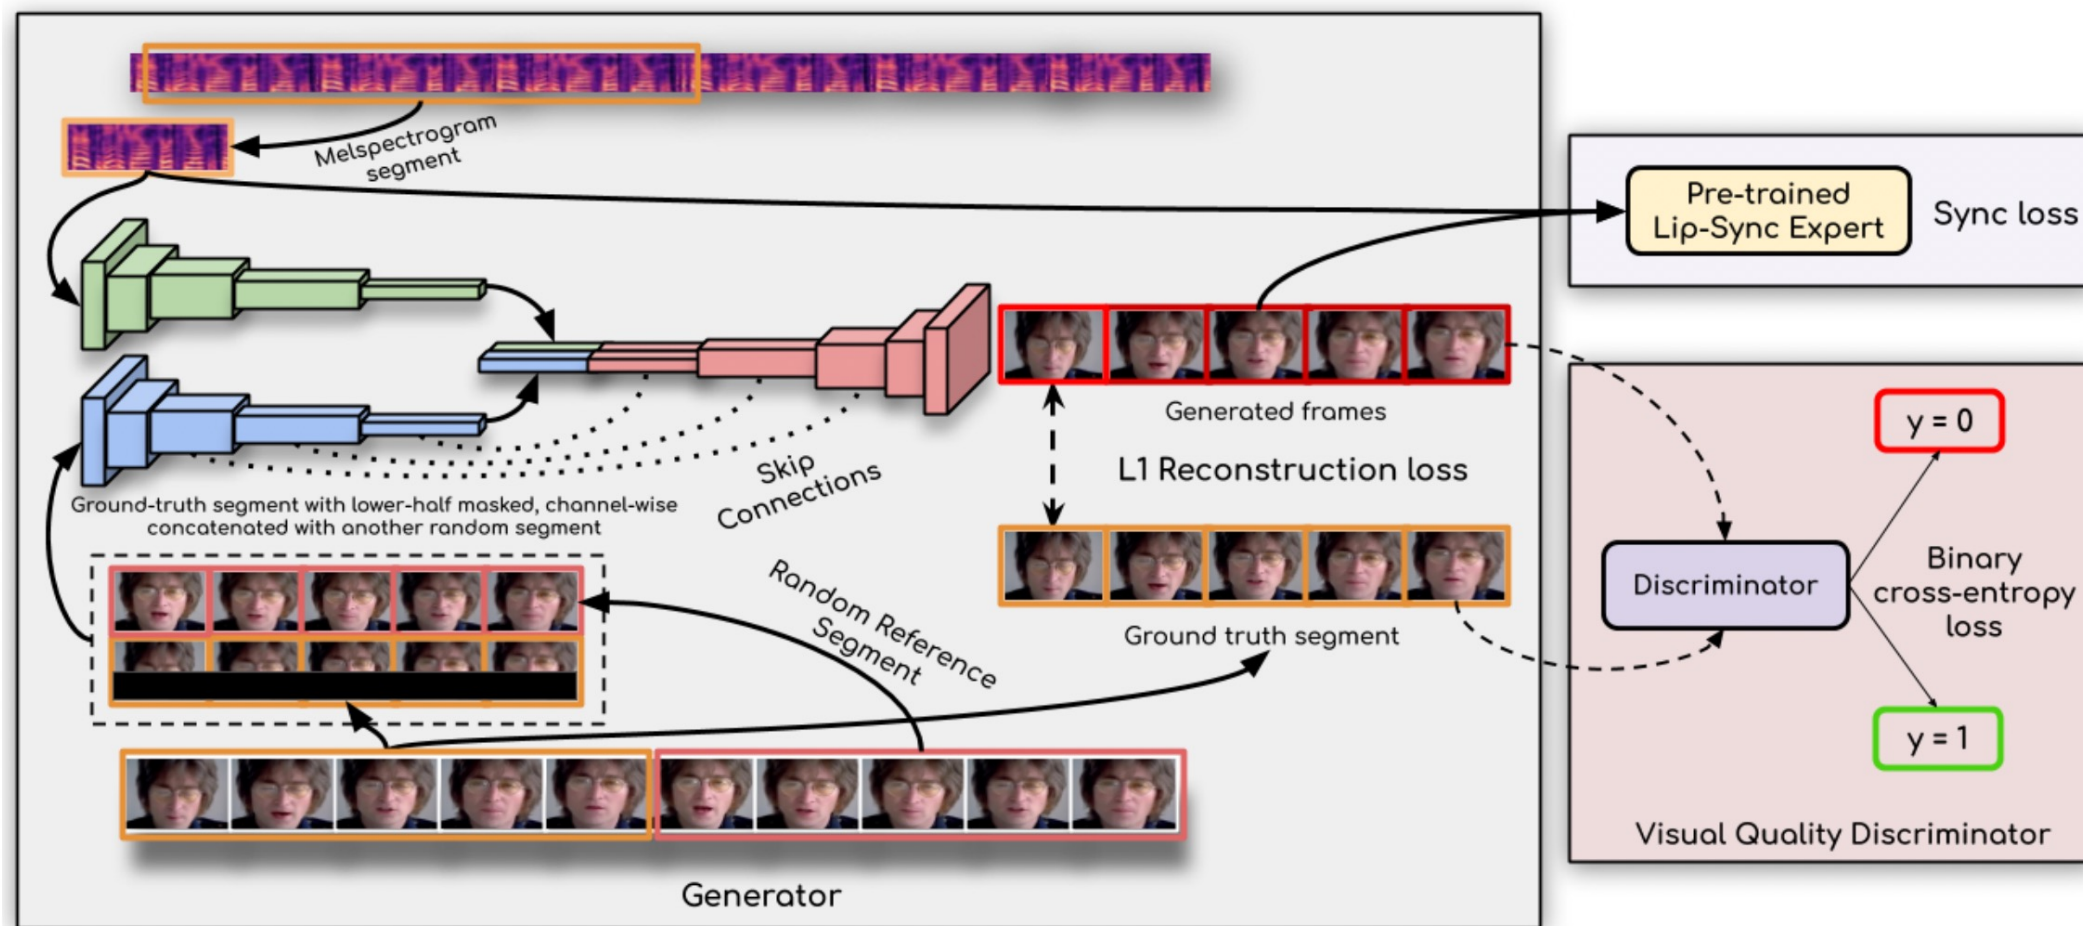 Melspectrogram
segment
Pre-trained
Lip-Sync Expert
Sync loss
Generated frames
L1 Reconstruction loss
Skip
Connections
Ground-truth segment with lower-half masked, channel-wise
concatenated with another random segment
Random Reference
Segment
Ground truth segment
y = 0
Discriminator
Binary
cross-entropy
loss
y = 1
Visual Quality Discriminator
Generator